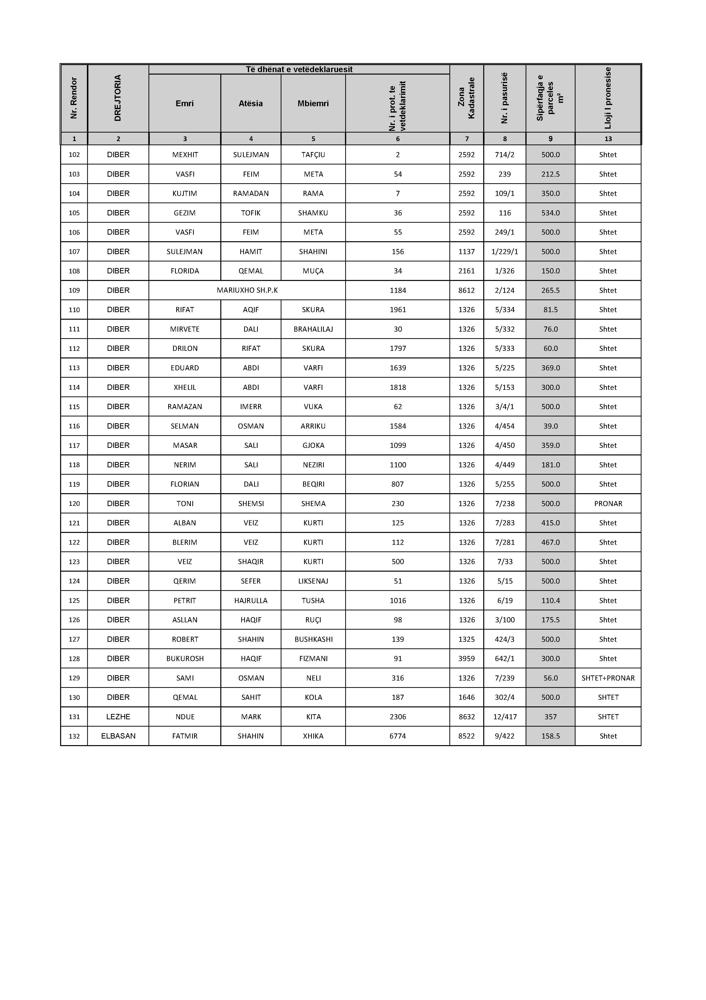 Të dhënat e vetëdeklaruesit
Nr. Rendor DREJTORIA Emri Atësia Mbiemri Nr. i prot. te vetdeklarimit Zona Kadastrale Nr. i pasurisë Sipërfaqja e parceles m² Lloji I pronesise
1 2 3 4 5 6 7 8 9 13
102 DIBER MEXHIT SULEJMAN TAFÇIU 2 2592 714/2 500.0 Shtet
103 DIBER VASFI FEIM META 54 2592 239 212.5 Shtet
104 DIBER KUJTIM RAMADAN RAMA 7 2592 109/1 350.0 Shtet
105 DIBER GEZIM TOFIK SHAMKU 36 2592 116 534.0 Shtet
106 DIBER VASFI FEIM META 55 2592 249/1 500.0 Shtet
107 DIBER SULEJMAN HAMIT SHAHINI 156 1137 1/229/1 500.0 Shtet
108 DIBER FLORIDA QEMAL MUÇA 34 2161 1/326 150.0 Shtet
109 DIBER MARIUXHO SH.P.K 1184 8612 2/124 265.5 Shtet
110 DIBER RIFAT AQIF SKURA 1961 1326 5/334 81.5 Shtet
111 DIBER MIRVETE DALI BRAHALILAJ 30 1326 5/332 76.0 Shtet
112 DIBER DRILON RIFAT SKURA 1797 1326 5/333 60.0 Shtet
113 DIBER EDUARD ABDI VARFI 1639 1326 5/225 369.0 Shtet
114 DIBER XHELIL ABDI VARFI 1818 1326 5/153 300.0 Shtet
115 DIBER RAMAZAN IMERR VUKA 62 1326 3/4/1 500.0 Shtet
116 DIBER SELMAN OSMAN ARRIKU 1584 1326 4/454 39.0 Shtet
117 DIBER MASAR SALI GJOKA 1099 1326 4/450 359.0 Shtet
118 DIBER NERIM SALI NEZIRI 1100 1326 4/449 181.0 Shtet
119 DIBER FLORIAN DALI BEQIRI 807 1326 5/255 500.0 Shtet
120 DIBER TONI SHEMSI SHEMA 230 1326 7/238 500.0 PRONAR
121 DIBER ALBAN VEIZ KURTI 125 1326 7/283 415.0 Shtet
122 DIBER BLERIM VEIZ KURTI 112 1326 7/281 467.0 Shtet
123 DIBER VEIZ SHAQIR KURTI 500 1326 7/33 500.0 Shtet
124 DIBER QERIM SEFER LIKSENAJ 51 1326 5/15 500.0 Shtet
125 DIBER PETRIT HAJRULLA TUSHA 1016 1326 6/19 110.4 Shtet
126 DIBER ASLLAN HAQIF RUÇI 98 1326 3/100 175.5 Shtet
127 DIBER ROBERT SHAHIN BUSHKASHI 139 1325 424/3 500.0 Shtet
128 DIBER BUKUROSH HAQIF FIZMANI 91 3959 642/1 300.0 Shtet
129 DIBER SAMI OSMAN NELI 316 1326 7/239 56.0 SHTET+PRONAR
130 DIBER QEMAL SAHIT KOLA 187 1646 302/4 500.0 SHTET
131 LEZHE NDUE MARK KITA 2306 8632 12/417 357 SHTET
132 ELBASAN FATMIR SHAHIN XHIKA 6774 8522 9/422 158.5 Shtet